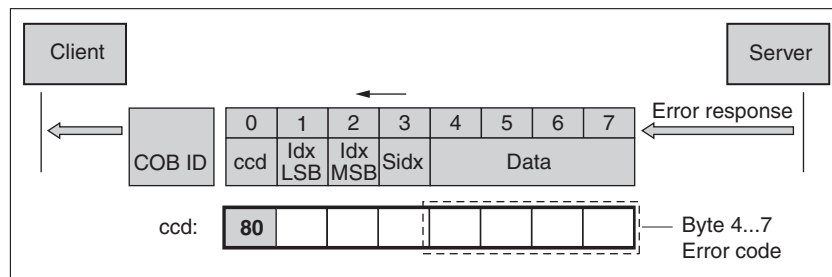 Client
Server
Error response
0 1 2 3 4 5 6 7
COB ID
ccd
Idx
LSB
Idx
MSB
Sidx
Data
ccd:
80
Byte 4...7
Error code